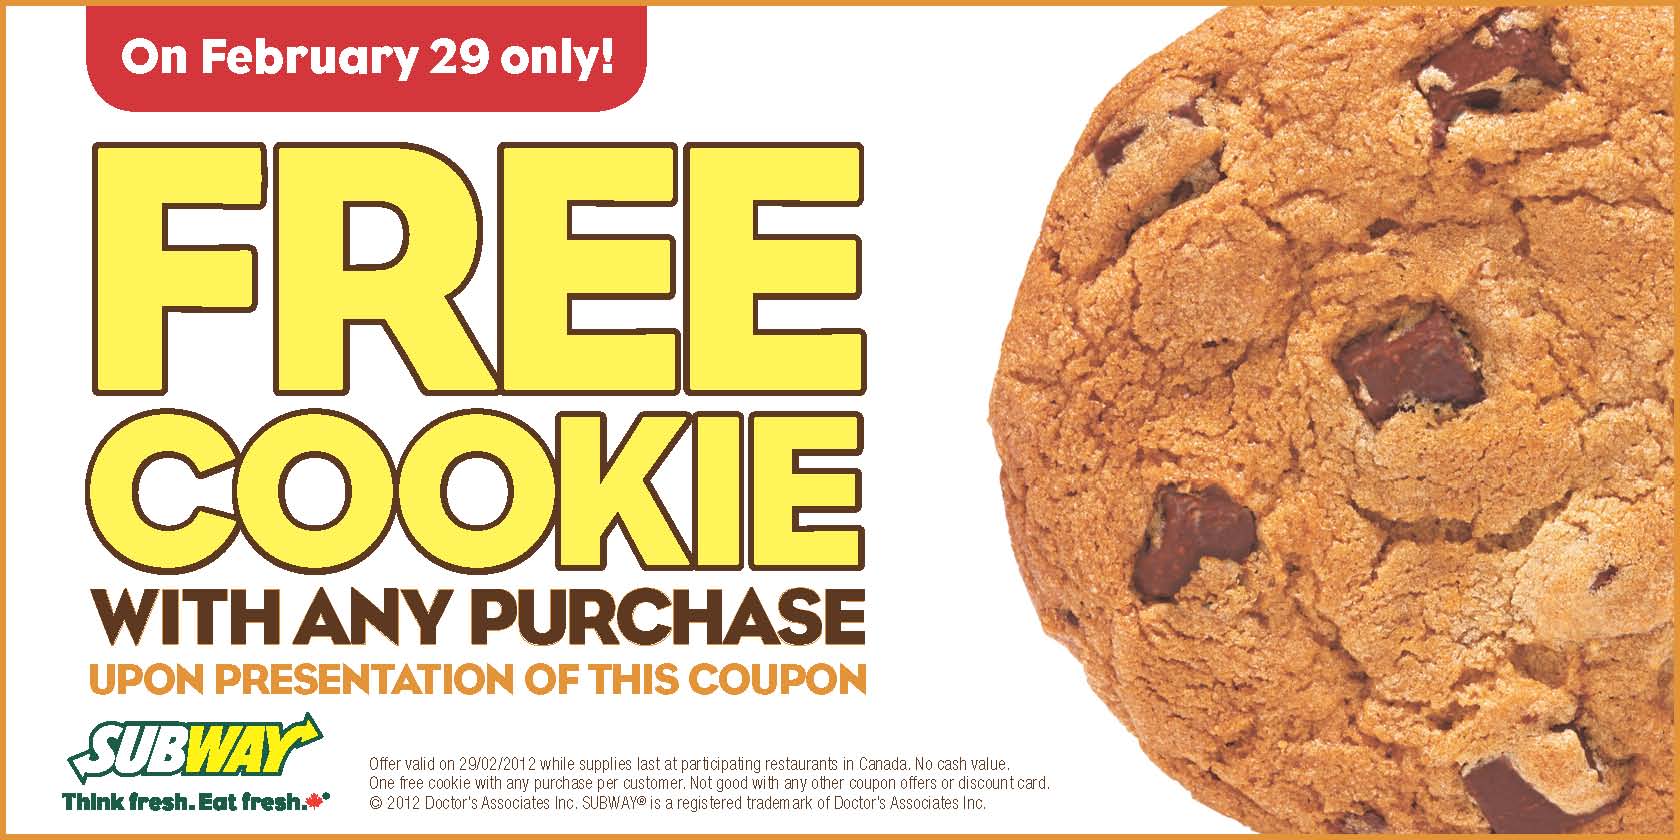 On February 29 only!
FREE
COOKIE
WITH ANY PURCHASE
UPON PRESENTATION OF THIS COUPON
SUBWAY
Think fresh. Eat fresh.
Offer valid on 29/02/2012 while supplies last at participating restaurants in Canada. No cash value.
One free cookie with any purchase per customer. Not good with any other coupon offers or discount card.
© 2012 Doctor's Associates Inc. SUBWAY® is a registered trademark of Doctor's Associates Inc.